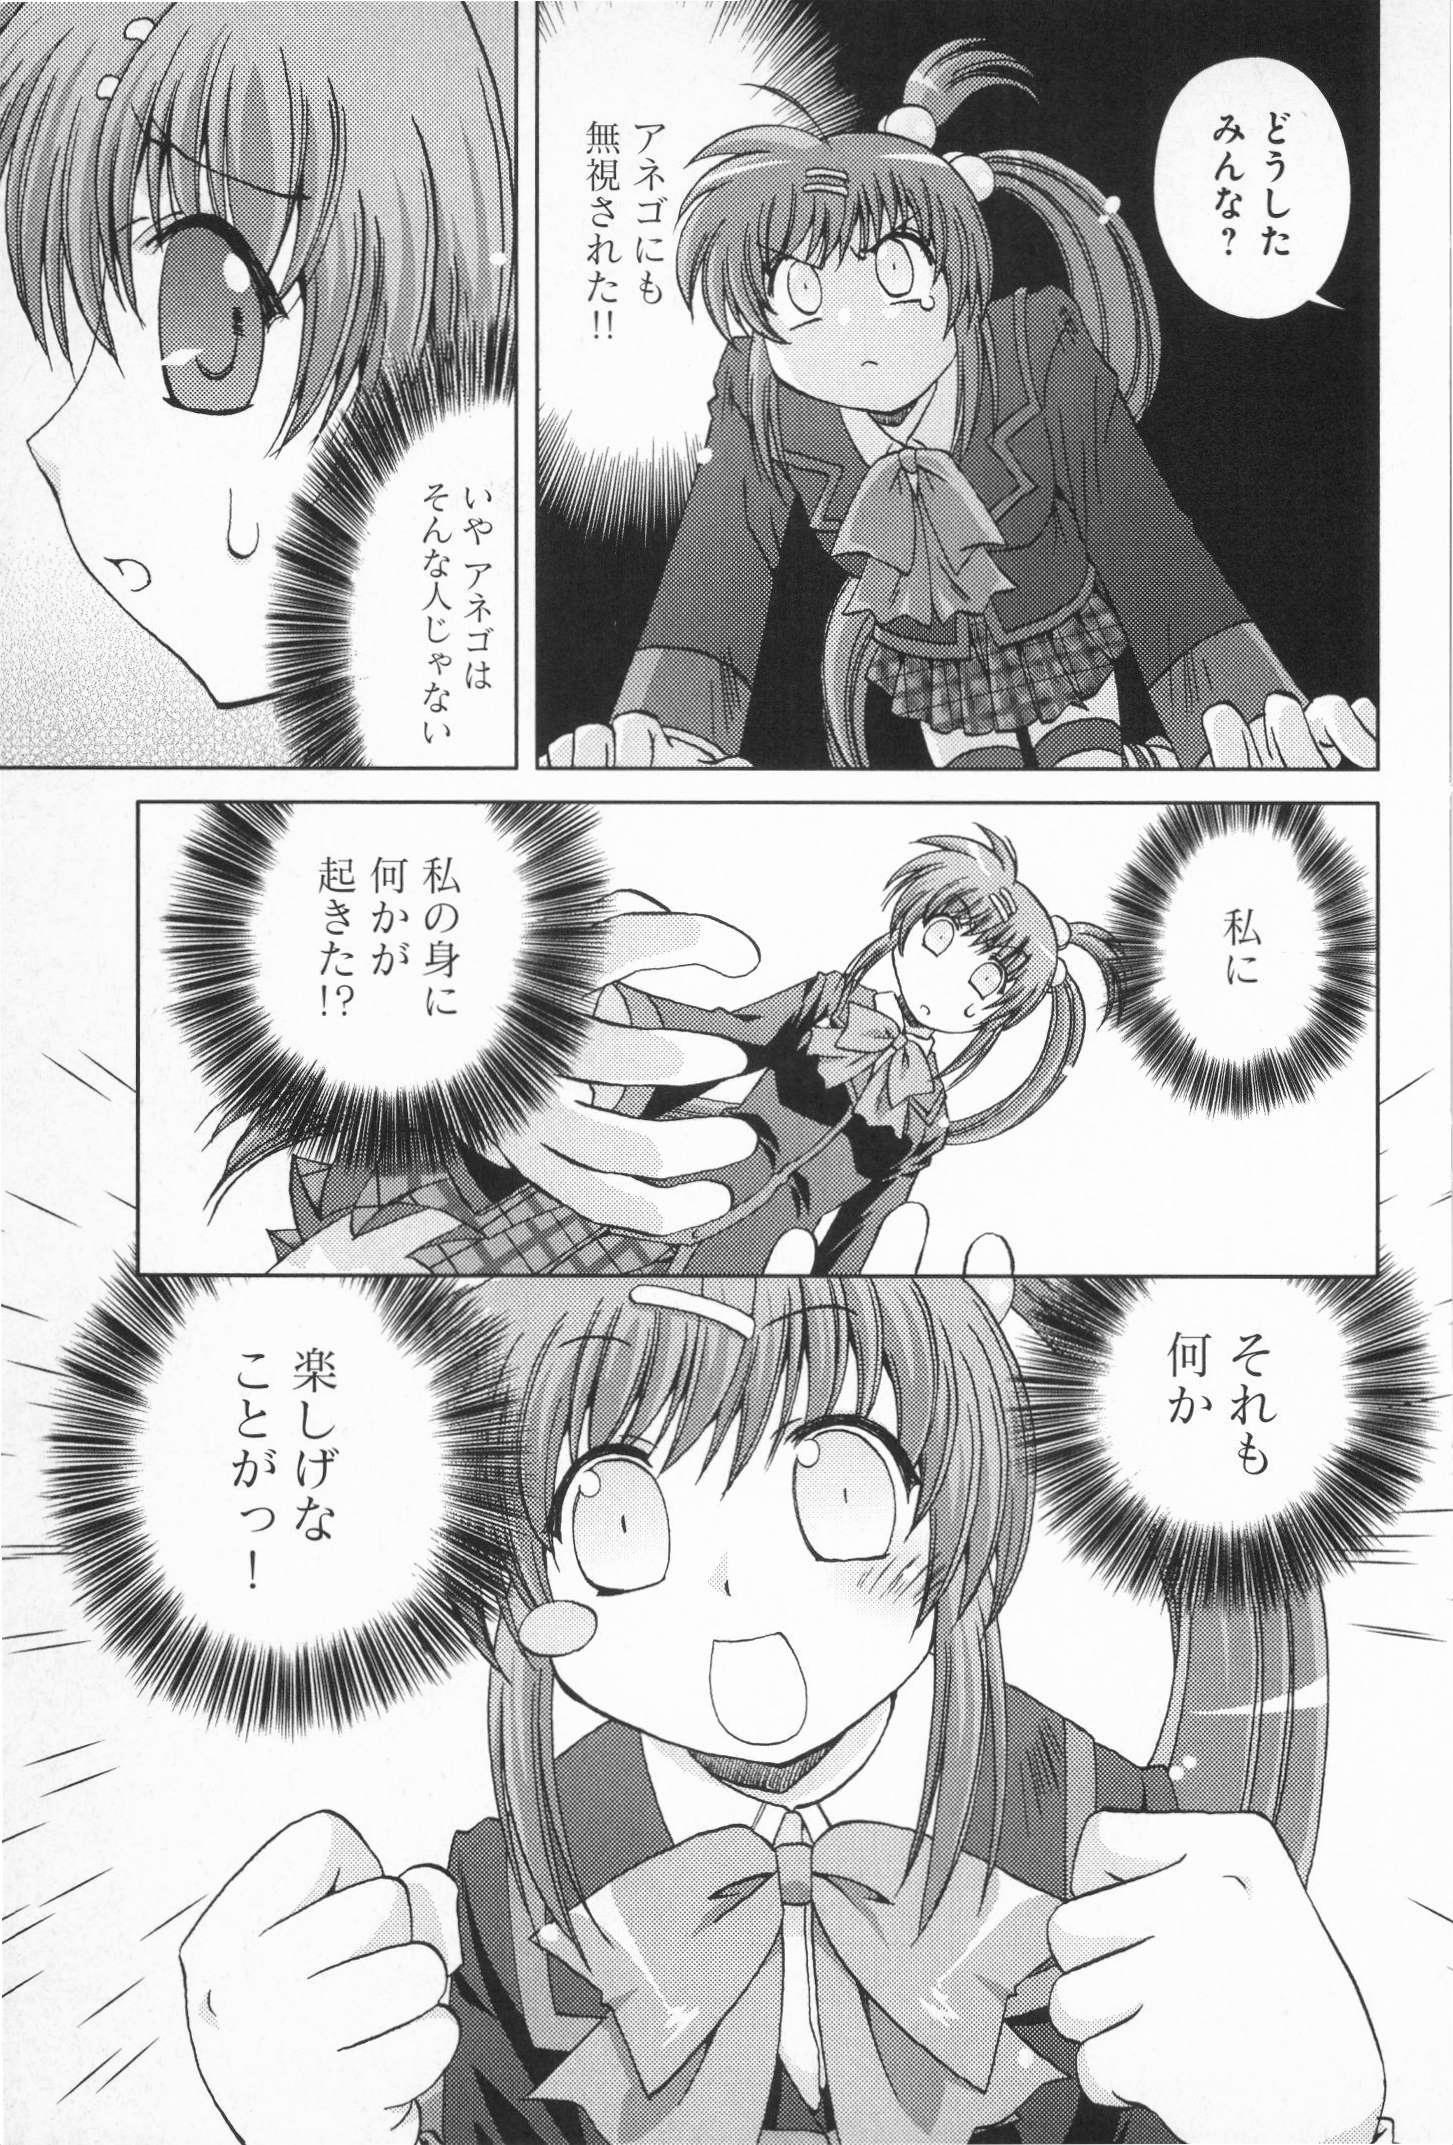 どうした
みんな?
アネゴにも
無視された!!
いや アネゴは
そんな人じゃない
私に
私の身に
何かが
起きた!?
それも
何か
楽しげな
ことがっ!